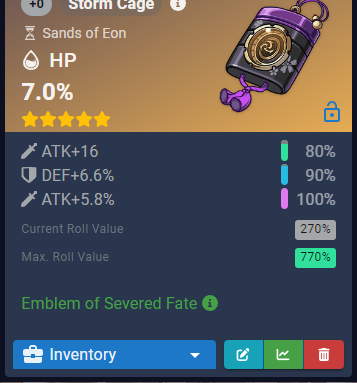 +0 Storm Cage
Sands of Eon
HP
7.0%
ATK+16 80%
DEF+6.6% 90%
ATK+5.8% 100%
Current Roll Value 270%
Max. Roll Value 770%
Emblem of Severed Fate
Inventory